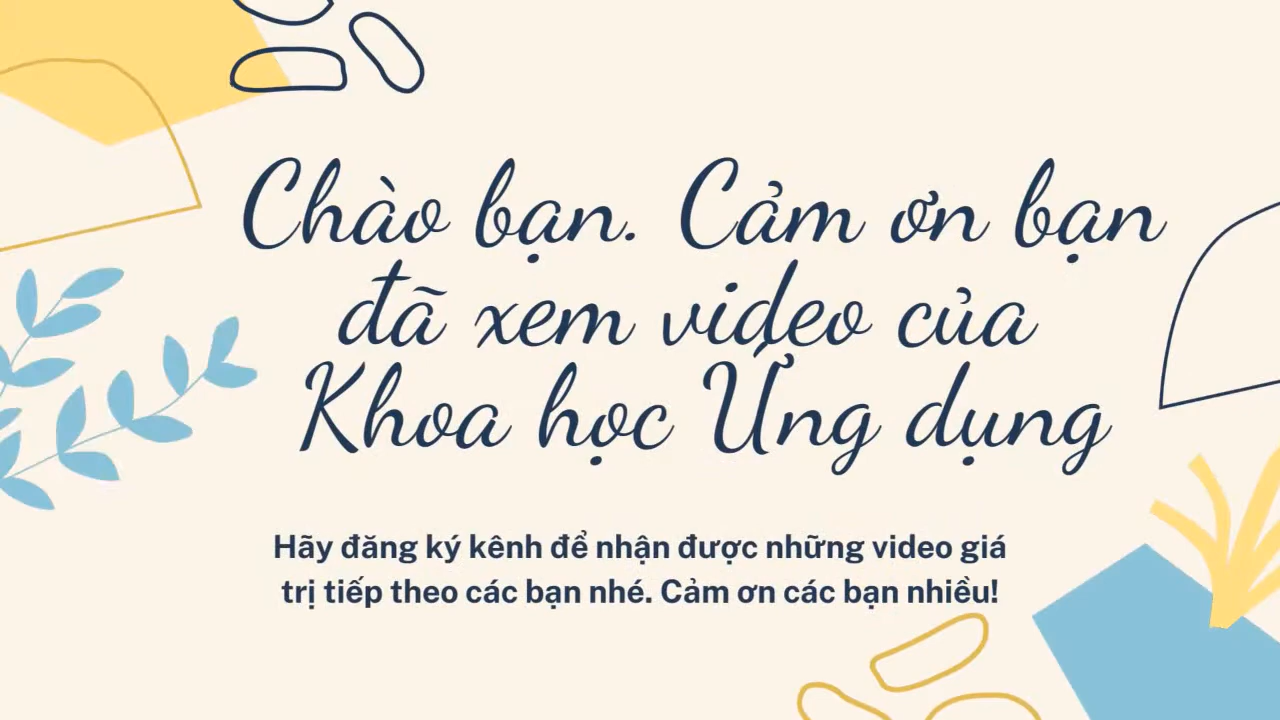 Chào bạn. Cảm ơn bạn
đã xem video của
Khoa học Ứng dụng
Hãy đăng ký kênh để nhận được những video giá
trị tiếp theo các bạn nhé. Cảm ơn các bạn nhiều!